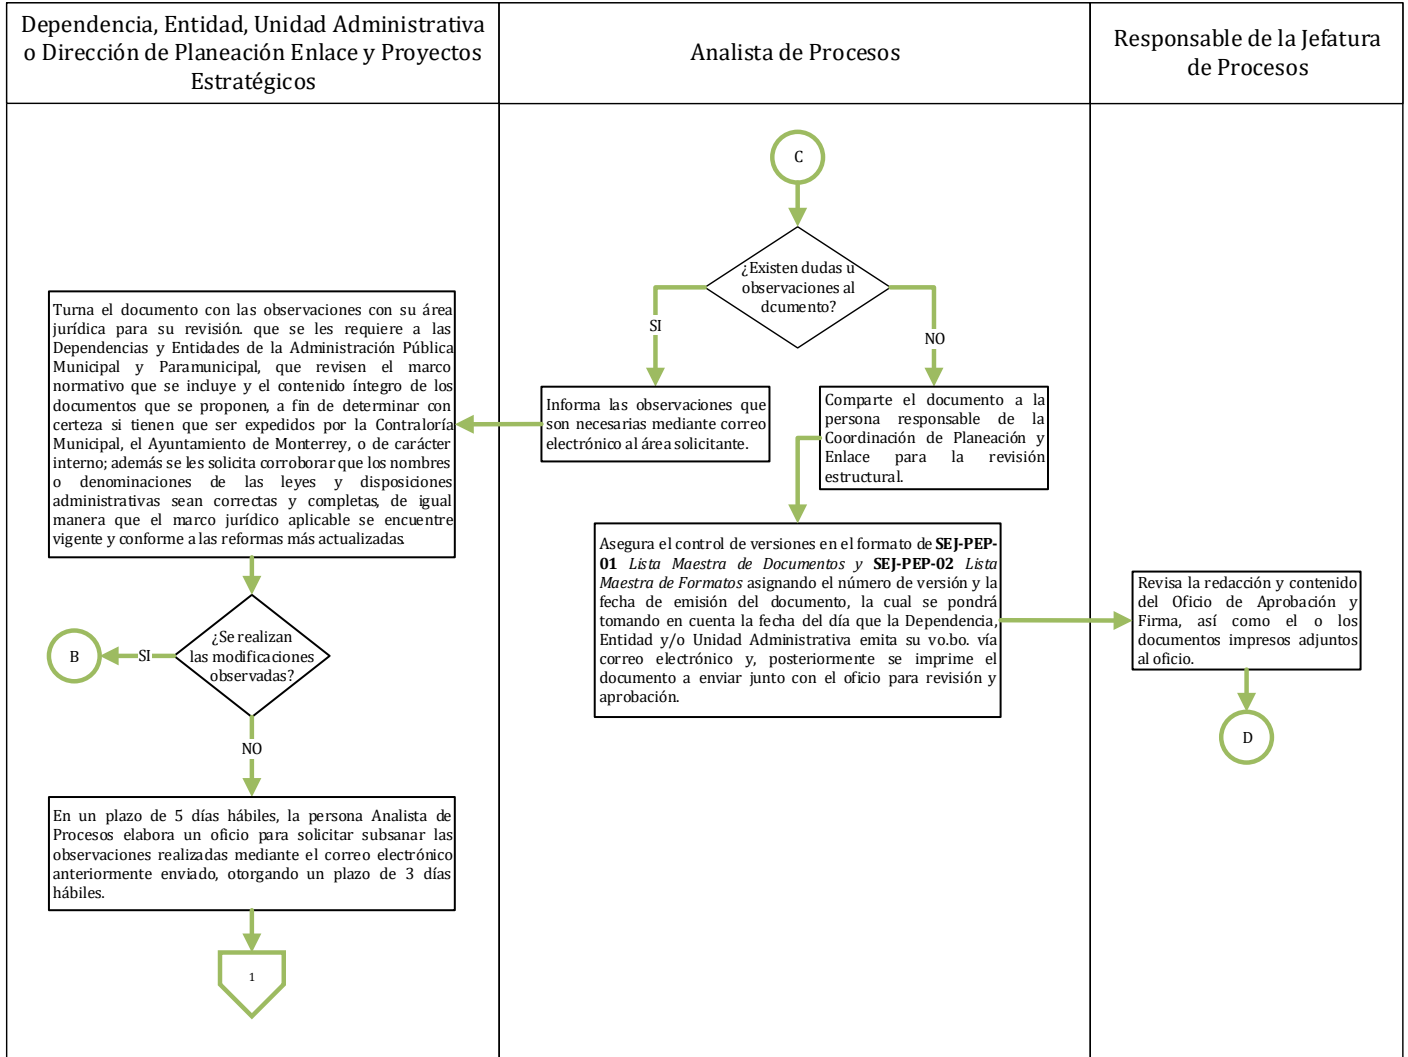 Dependencia, Entidad, Unidad Administrativa
o Dirección de Planeación Enlace y Proyectos
Estratégicos
Analista de Procesos
Responsable de la Jefatura
de Procesos
C
¿Existen dudas u
observaciones al
dcumento?
SI
NO
Informa las observaciones que
son necesarias mediante correo
electrónico al área solicitante.
Comparte el documento a la
persona responsable de la
Coordinación de Planeación y
Enlace para la revisión
estructural.
Turna el documento con las observaciones con su área
jurídica para su revisión. que se les requiere a las
Dependencias y Entidades de la Administración Pública
Municipal y Paramunicipal, que revisen el marco
normativo que se incluye y el contenido íntegro de los
documentos que se proponen, a fin de determinar con
certeza si tienen que ser expedidos por la Contraloría
Municipal, el Ayuntamiento de Monterrey, o de carácter
interno; además se les solicita corroborar que los nombres
o denominaciones de las leyes y disposiciones
administrativas sean correctas y completas, de igual
manera que el marco jurídico aplicable se encuentre
vigente y conforme a las reformas más actualizadas.
Asegura el control de versiones en el formato de SEJ-PEP-
01 Lista Maestra de Documentos y SEJ-PEP-02 Lista
Maestra de Formatos asignando el número de versión y la
fecha de emisión del documento, la cual se pondrá
tomando en cuenta la fecha del día que la Dependencia,
Entidad y/o Unidad Administrativa emita su vo.bo. vía
correo electrónico y, posteriormente se imprime el
documento a enviar junto con el oficio para revisión y
aprobación.
Revisa la redacción y contenido
del Oficio de Aprobación y
Firma, así como el o los
documentos impresos adjuntos
al oficio.
D
¿Se realizan
las modificaciones
observadas?
SI
B
NO
En un plazo de 5 días hábiles, la persona Analista de
Procesos elabora un oficio para solicitar subsanar las
observaciones realizadas mediante el correo electrónico
anteriormente enviado, otorgando un plazo de 3 días
hábiles.
1